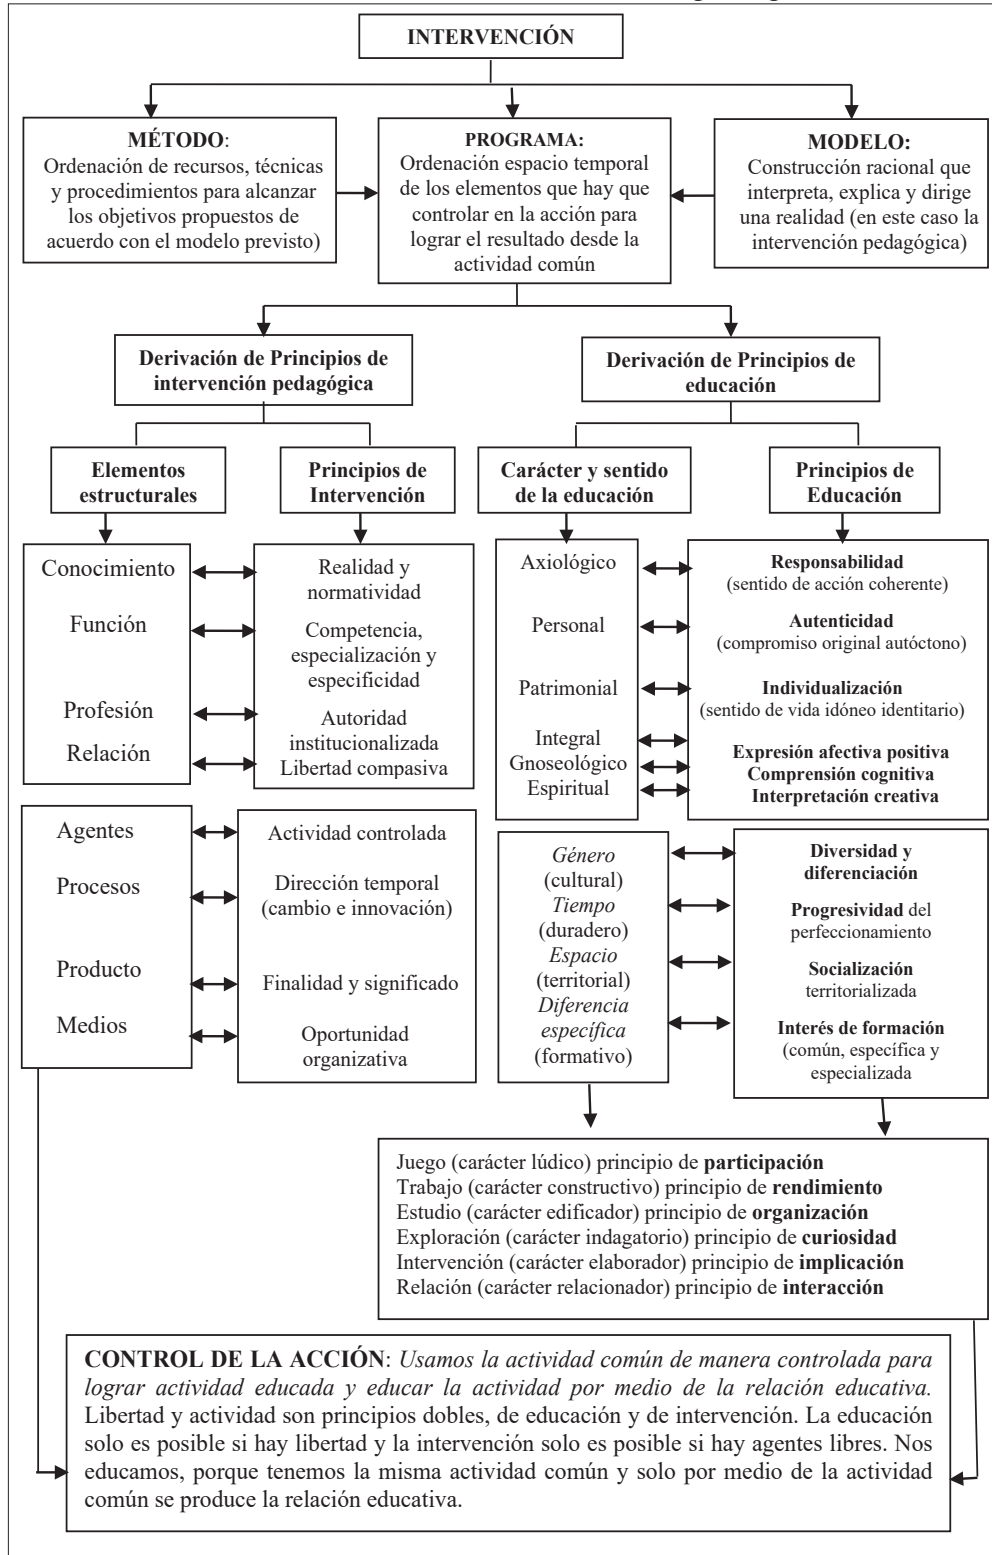 INTERVENCIÓN
MÉTODO:
Ordenación de recursos, técnicas
y procedimientos para alcanzar
los objetivos propuestos de
acuerdo con el modelo previsto)
PROGRAMA:
Ordenación espacio temporal
de los elementos que hay que
controlar en la acción para
lograr el resultado desde la
actividad común
MODELO:
Construcción racional que
interpreta, explica y dirige
una realidad (en este caso la
intervención pedagógica)
Derivación de Principios de
intervención pedagógica
Derivación de Principios de
educación
Elementos
estructurales
Principios de
Intervención
Carácter y sentido
de la educación
Principios de
Educación
Conocimiento
Función
Profesión
Relación
Realidad y
normatividad
Competencia,
especialización y
especificidad
Autoridad
institucionalizada
Libertad compasiva
Axiológico
Personal
Patrimonial
Integral
Gnoseológico
Espiritual
Responsabilidad
(sentido de acción coherente)
Autenticidad
(compromiso original autóctono)
Individualización
(sentido de vida idóneo identitario)
Expresión afectiva positiva
Comprensión cognitiva
Interpretación creativa
Agentes
Procesos
Producto
Medios
Actividad controlada
Dirección temporal
(cambio e innovación)
Finalidad y significado
Oportunidad
organizativa
Género
(cultural)
Tiempo
(duradero)
Espacio
(territorial)
Diferencia
específica
(formativo)
Diversidad y
diferenciación
Progresividad del
perfeccionamiento
Socialización
territorializada
Interés de formación
(común, específica y
especializada
Juego (carácter lúdico) principio de participación
Trabajo (carácter constructivo) principio de rendimiento
Estudio (carácter edificador) principio de organización
Exploración (carácter indagatorio) principio de curiosidad
Intervención (carácter elaborador) principio de implicación
Relación (carácter relacionador) principio de interacción
CONTROL DE LA ACCIÓN: Usamos la actividad común de manera controlada para
lograr actividad educada y educar la actividad por medio de la relación educativa.
Libertad y actividad son principios dobles, de educación y de intervención. La educación
solo es posible si hay libertad y la intervención solo es posible si hay agentes libres. Nos
educamos, porque tenemos la misma actividad común y solo por medio de la actividad
común se produce la relación educativa.